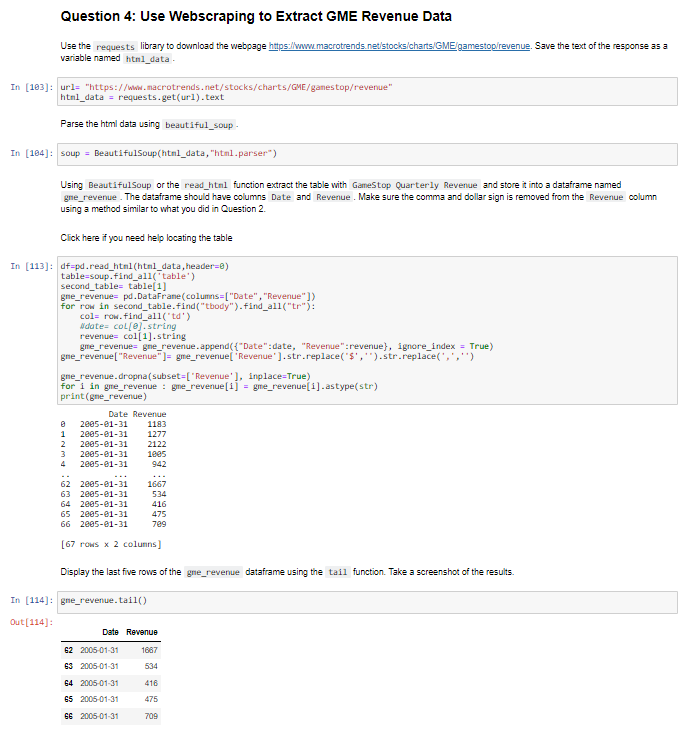 Question 4: Use Webscraping to Extract GME Revenue Data
Use the requests library to download the webpage https://www.macrotrends.net/stocks/charts/GME/gamestop/revenue. Save the text of the response as a
variable named html_data .
In [103]: url= "https://www.macrotrends.net/stocks/charts/GME/gamestop/revenue"
html_data = requests.get(url).text
Parse the html data using beautiful_soup .
In [104]: soup = BeautifulSoup(html_data,"html.parser")
Using BeautifulSoup or the read_html function extract the table with GameStop Quarterly Revenue and store it into a dataframe named
gme_revenue . The dataframe should have columns Date and Revenue . Make sure the comma and dollar sign is removed from the Revenue column
using a method similar to what you did in Question 2.
Click here if you need help locating the table
In [113]: df=pd.read_html(html_data,header=0)
table=soup.find_all('table')
second_table= table[1]
gme_revenue= pd.DataFrame(columns=["Date","Revenue"])
for row in second_table.find("tbody").find_all("tr"):
    col= row.find_all('td')
    #date= col[0].string
    revenue= col[1].string
    gme_revenue= gme_revenue.append({"Date":date, "Revenue":revenue}, ignore_index = True)
gme_revenue["Revenue"]= gme_revenue['Revenue'].str.replace('$','').str.replace(',','')
gme_revenue.dropna(subset=['Revenue'], inplace=True)
for i in gme_revenue : gme_revenue[i] = gme_revenue[i].astype(str)
print(gme_revenue)
Date Revenue
0 2005-01-31 1183
1 2005-01-31 1277
2 2005-01-31 2122
3 2005-01-31 1005
4 2005-01-31 942
.. ... ...
62 2005-01-31 1667
63 2005-01-31 534
64 2005-01-31 416
65 2005-01-31 475
66 2005-01-31 709
[67 rows x 2 columns]
Display the last five rows of the gme_revenue dataframe using the tail function. Take a screenshot of the results.
In [114]: gme_revenue.tail()
Out[114]:
Date Revenue
62 2005-01-31 1667
63 2005-01-31 534
64 2005-01-31 416
65 2005-01-31 475
66 2005-01-31 709